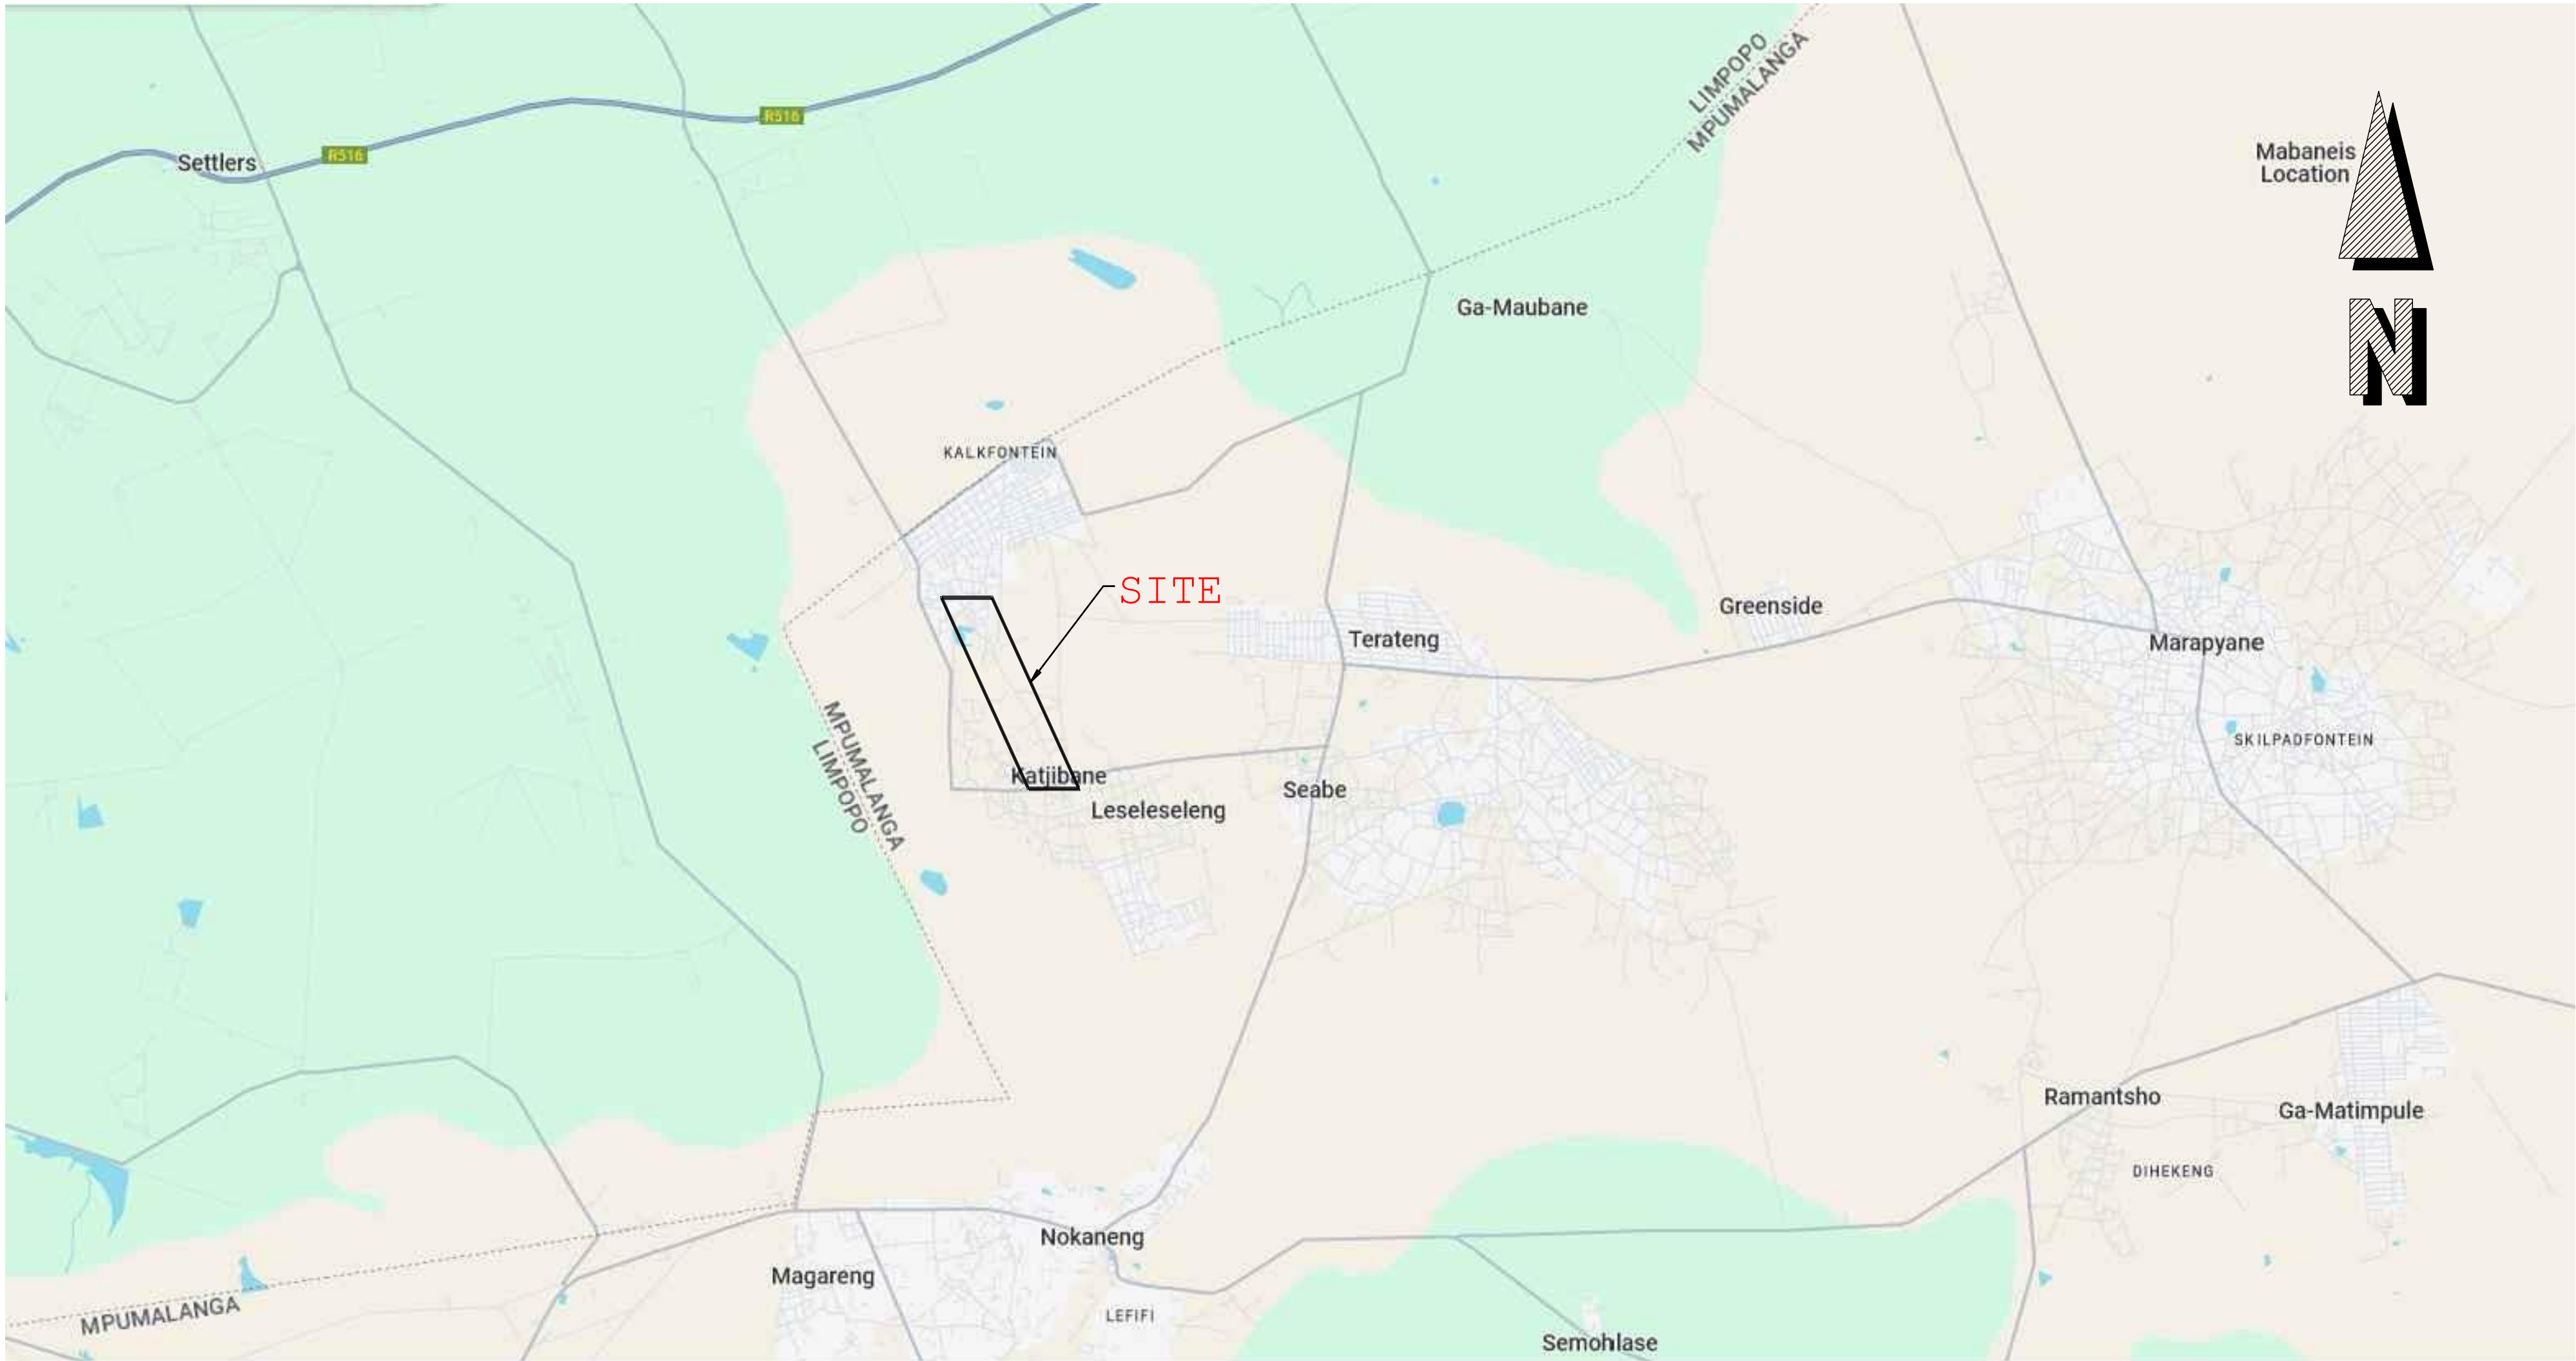 LIMPOPO
MPUMALANGA
R516
Settlers
R516
Mabaneis
Location
Ga-Maubane
N
KALKFONTEIN
SITE
Greenside
Terateng
Marapyane
MPUMALANGA
LIMPOPO
SKILPADFONTEIN
Katjibane
Seabe
Leseleseleng
Ramantsho
Ga-Matimpule
DIHEKENG
Nokaneng
Magareng
MPUMALANGA
LEFIFI
Semohlase